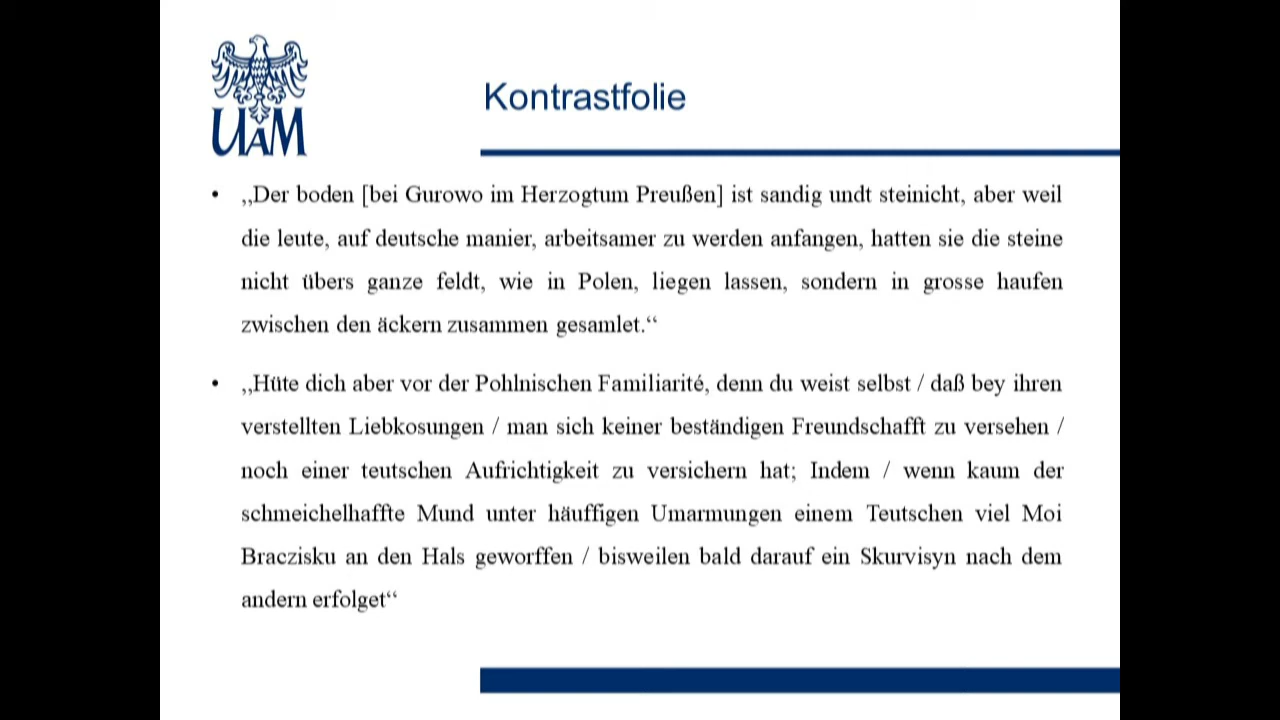 UAM
Kontrastfolie
• „Der boden [bei Gurowo im Herzogtum Preußen] ist sandig undt steinicht, aber weil
die leute, auf deutsche manier, arbeitsamer zu werden anfangen, hatten sie die steine
nicht übers ganze feldt, wie in Polen, liegen lassen, sondern in grosse haufen
zwischen den äckern zusammen gesamlet.“
• „Hüte dich aber vor der Pohlnischen Familiarité, denn du weist selbst / daß bey ihren
verstellten Liebkosungen / man sich keiner beständigen Freundschafft zu versehen /
noch einer teutschen Aufrichtigkeit zu versichern hat; Indem / wenn kaum der
schmeichelhaffte Mund unter häuffigen Umarmungen einem Teutschen viel Moi
Braczisku an den Hals geworffen / bisweilen bald darauf ein Skurvisyn nach dem
andern erfolget“